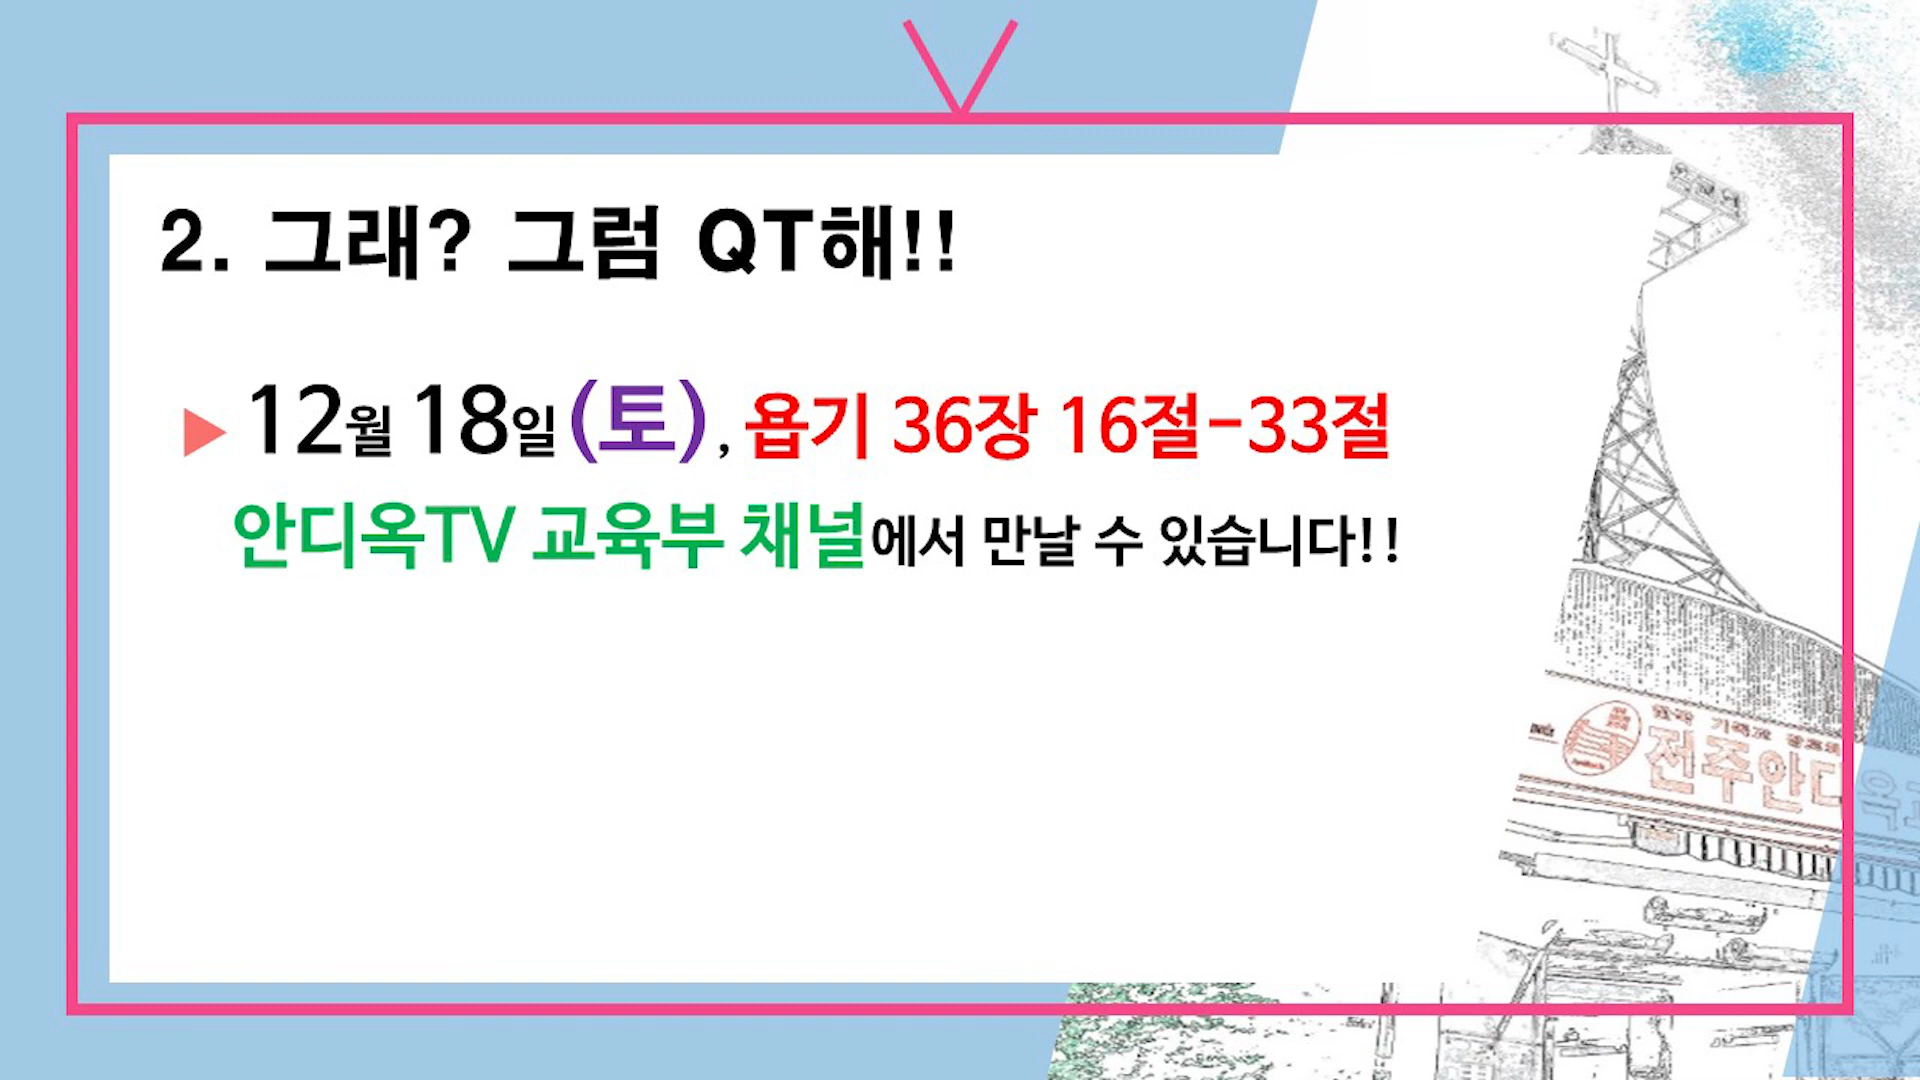 2. 그래? 그럼 QT해!!
▶ 12월 18일(토), 욥기 36장 16절-33절
안디옥TV 교육부 채널에서 만날 수 있습니다!!
전주안디옥